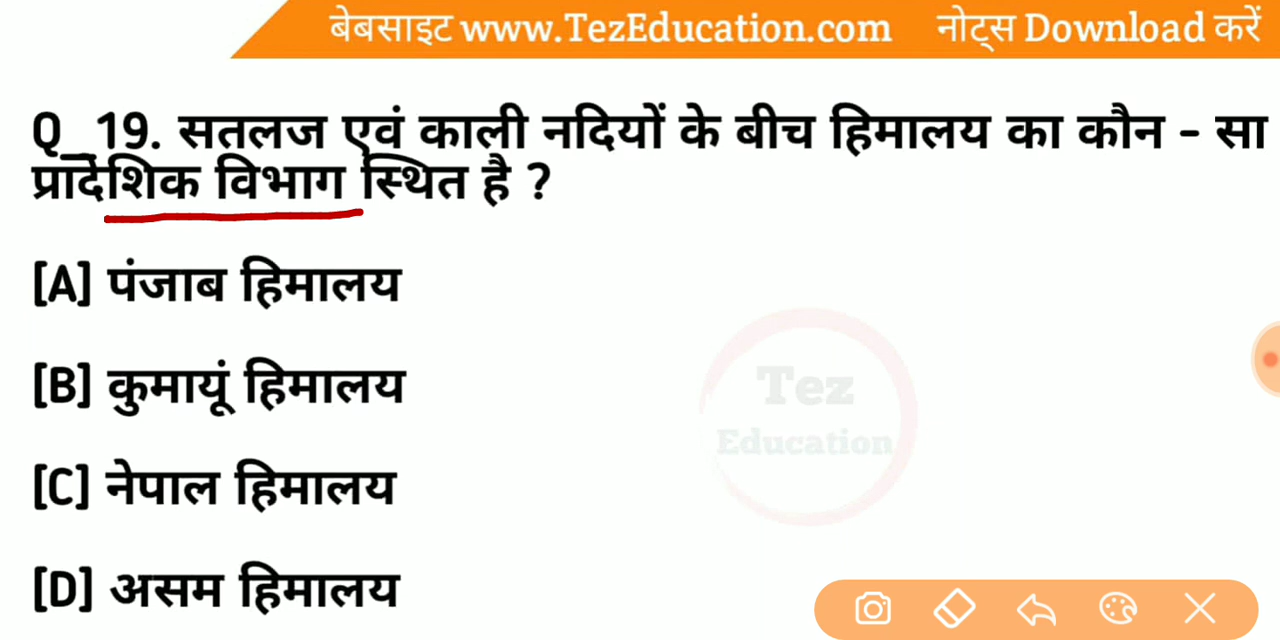 बेबसाइट www.TezEducation.com नोट्स Download करें
Q_19. सतलज एवं काली नदियों के बीच हिमालय का कौन - सा
प्रादेशिक विभाग स्थित है ?
[A] पंजाब हिमालय
[B] कुमायूं हिमालय
Tez
Education
[C] नेपाल हिमालय
[D] असम हिमालय